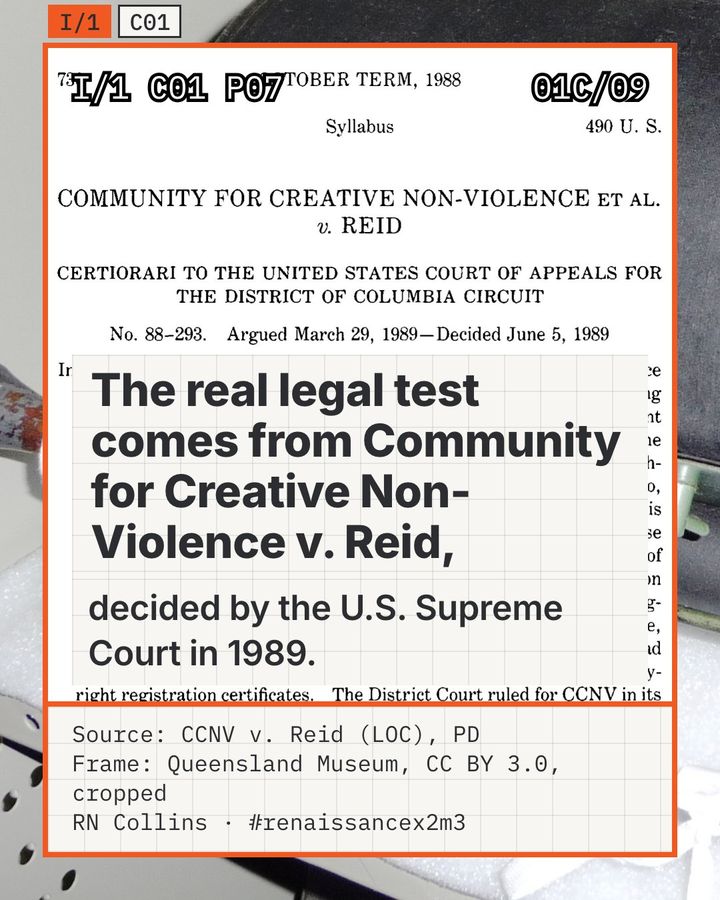 I/1 C01
I/1 C01 P07 TOBER TERM, 1988 01C/09
Syllabus 490 U. S.
COMMUNITY FOR CREATIVE NON-VIOLENCE ET AL.
v. REID
CERTIORARI TO THE UNITED STATES COURT OF APPEALS FOR
THE DISTRICT OF COLUMBIA CIRCUIT
No. 88–293. Argued March 29, 1989—Decided June 5, 1989
The real legal test
comes from Community
for Creative Non-
Violence v. Reid,
decided by the U.S. Supreme
Court in 1989.
right registration certificates. The District Court ruled for CCNV in its
Source: CCNV v. Reid (LOC), PD
Frame: Queensland Museum, CC BY 3.0,
cropped
RN Collins · #renaissancex2m3